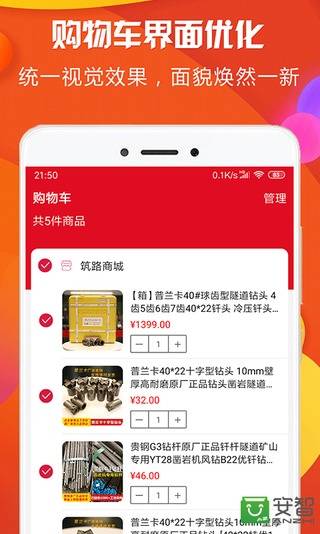 购物车界面优化
统一视觉效果，面貌焕然一新
21:50 0.1K/s
购物车 管理
共5件商品
筑路商城
【箱】普兰卡40#球齿型隧道钻头 4
齿5齿6齿7齿40*22钎头 冷压钎头...
¥1399.00
— 1 +
普兰卡40*22十字型钻头 10mm壁
厚高耐磨原厂正品钻头凿岩隧道...
¥32.00
— 1 +
贵钢G3钻杆原厂正品钎杆隧道矿山
专用YT28凿岩机风钻B22优钎钻...
¥46.00
— 1 +
普兰卡40*22十字型钻头10mm壁
厚高耐磨原厂正品
安智